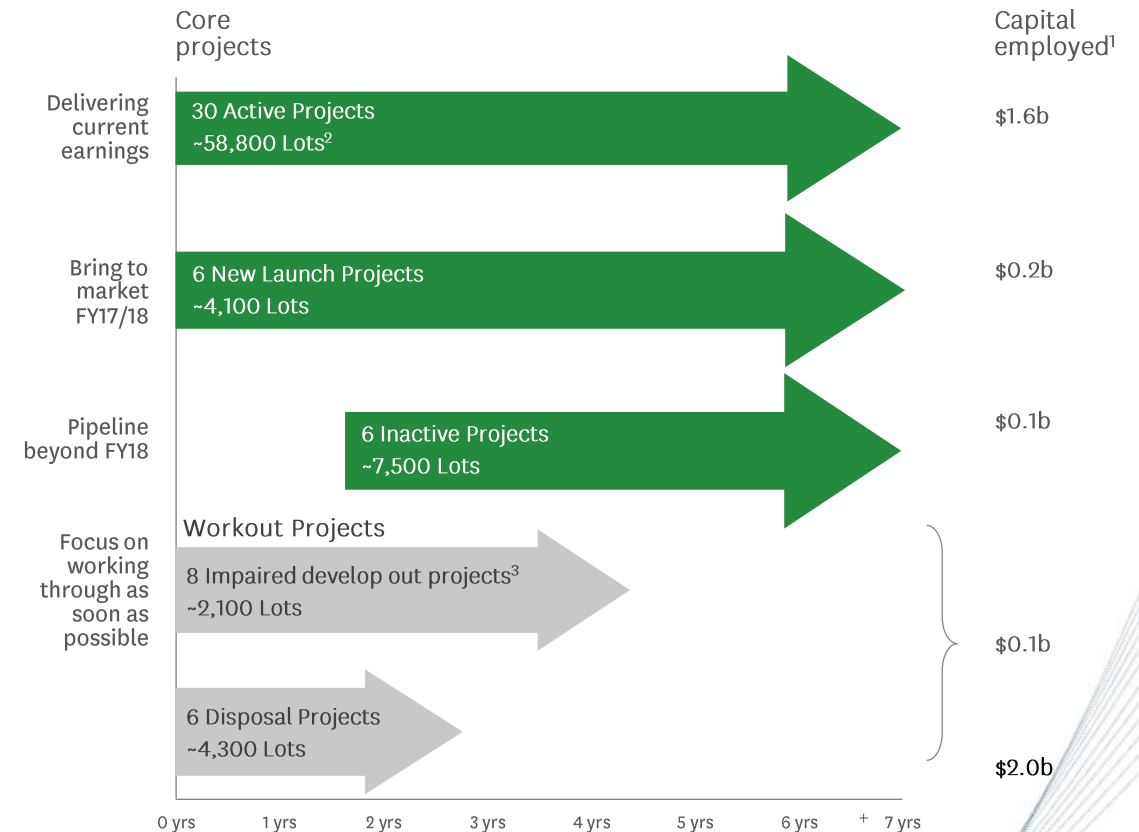 Core
projects
Capital
employed¹
Delivering
current
earnings
30 Active Projects
~58,800 Lots²
$1.6b
Bring to
market
FY17/18
6 New Launch Projects
~4,100 Lots
$0.2b
Pipeline
beyond FY18
6 Inactive Projects
~7,500 Lots
$0.1b
Focus on
working
through as
soon as
possible
Workout Projects
8 Impaired develop out projects³
~2,100 Lots
$0.1b
6 Disposal Projects
~4,300 Lots
$2.0b
0 yrs 1 yrs 2 yrs 3 yrs 4 yrs 5 yrs 6 yrs + 7 yrs